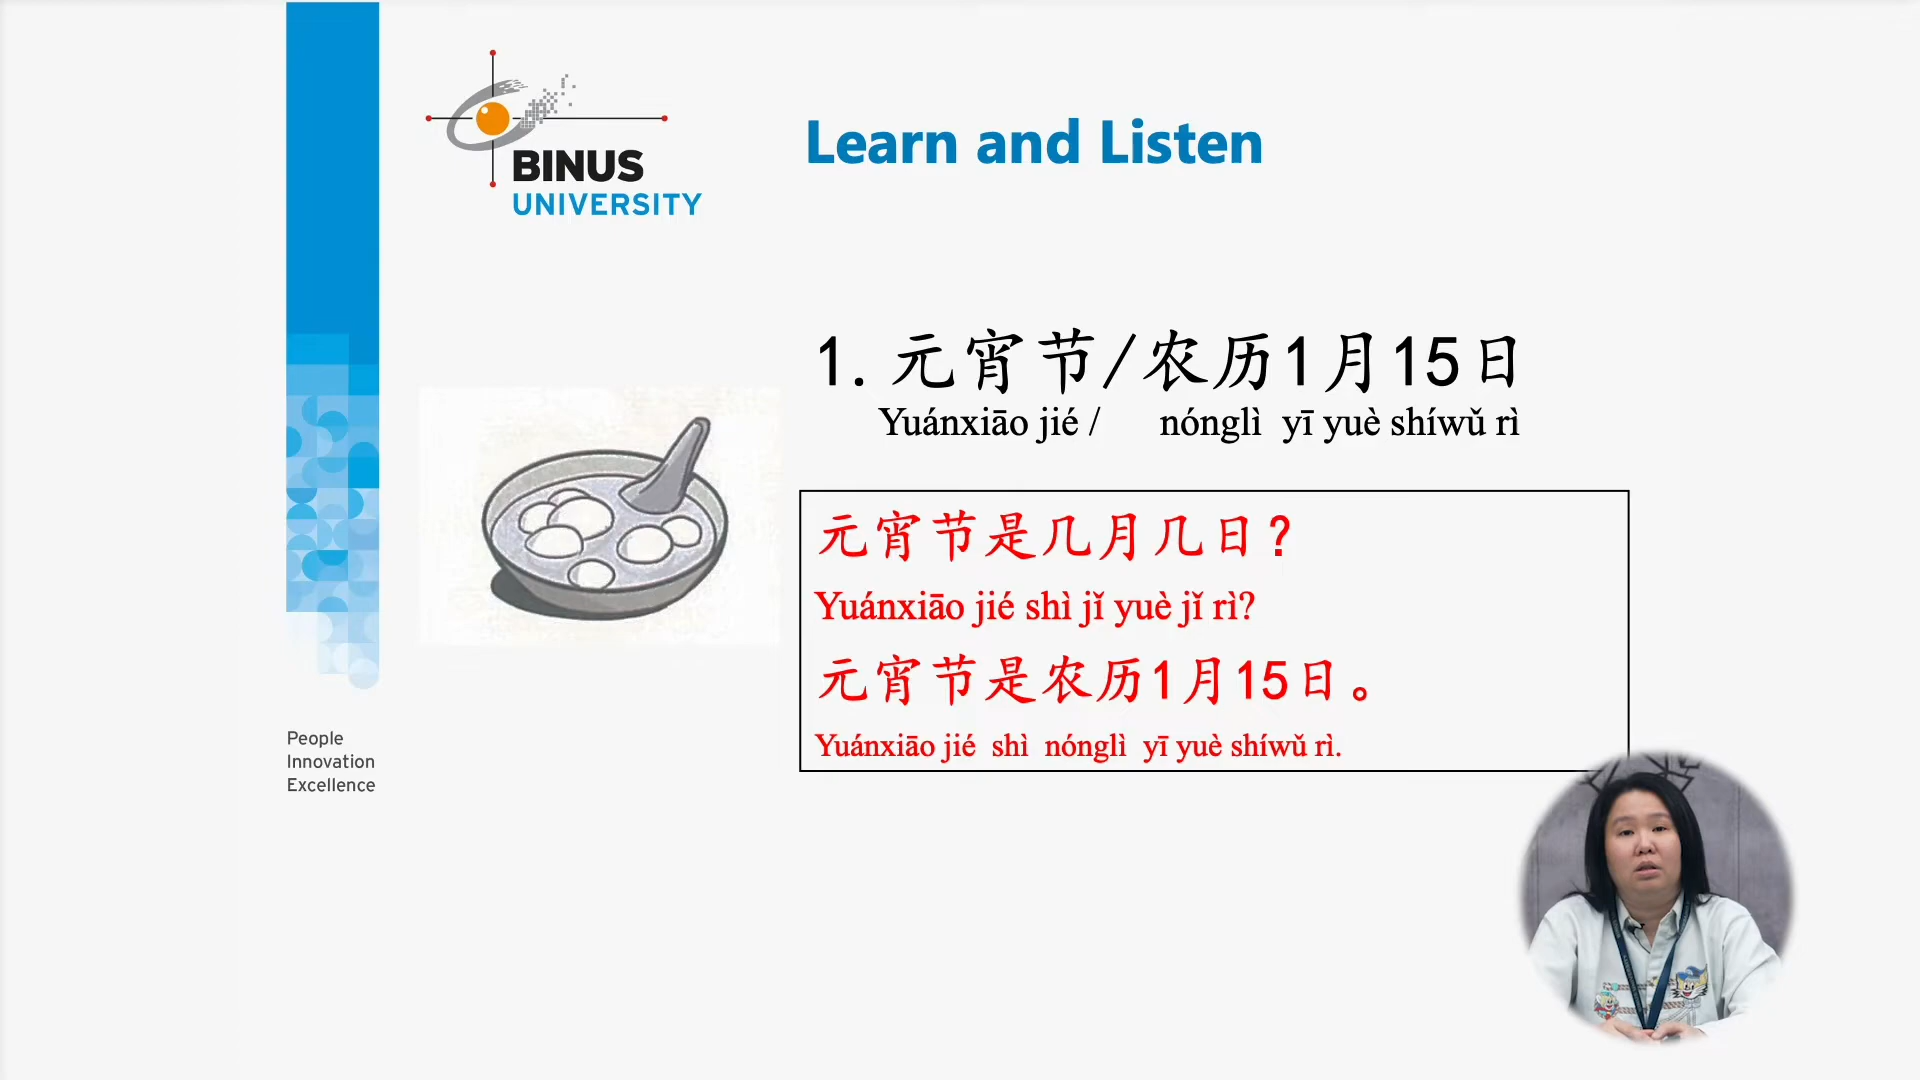 BINUS
UNIVERSITY
Learn and Listen
1. 元宵节/农历1月15日
Yuánxiāo jié / nónglì yī yuè shíwǔ rì
元宵节是几月几日?
Yuánxiāo jié shì jǐ yuè jǐ rì?
元宵节是农历1月15日。
Yuánxiāo jié shì nónglì yī yuè shíwǔ rì.
People
Innovation
Excellence